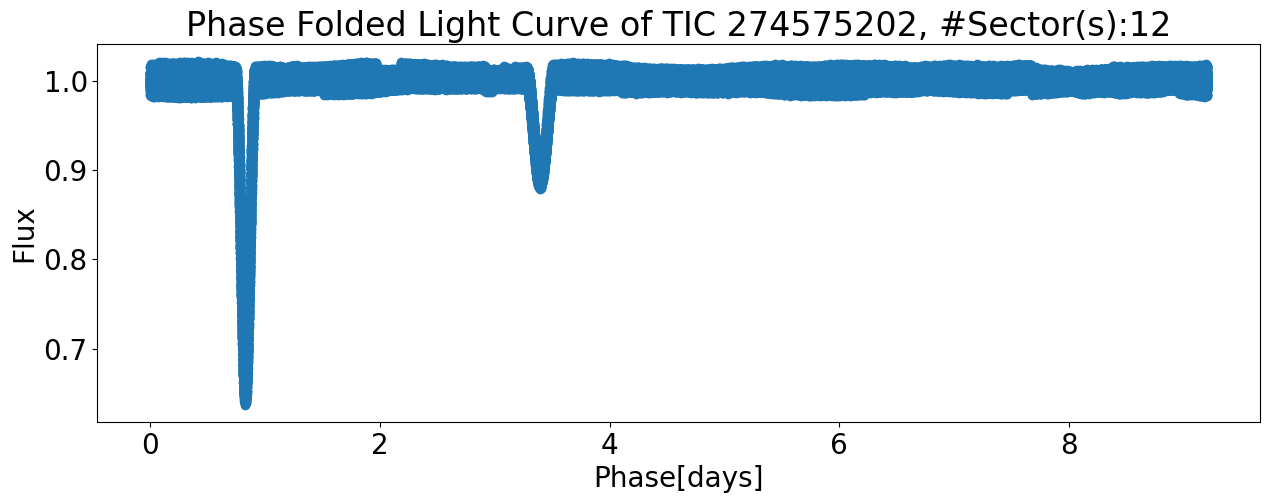 Phase Folded Light Curve of TIC 274575202, #Sector(s):12
1.0
0.9
0.8
0.7
Flux
0 2 4 6 8
Phase[days]